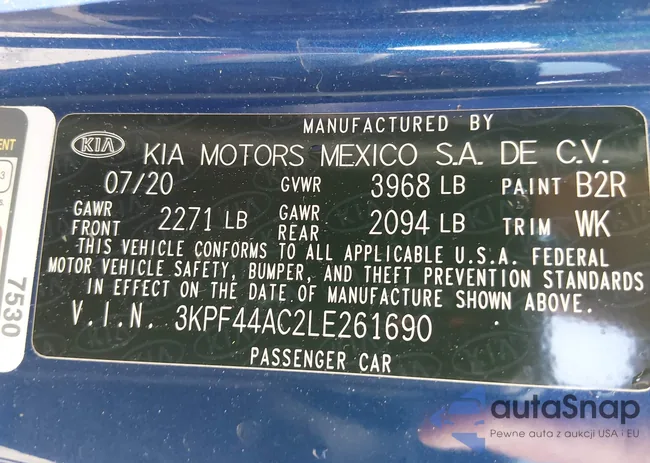 MANUFACTURED BY
KIA KIA MOTORS MEXICO S.A. DE C.V.
07/20 GVWR 3968 LB PAINT B2R
GAWR FRONT 2271 LB GAWR REAR 2094 LB TRIM WK
THIS VEHICLE CONFORMS TO ALL APPLICABLE U.S.A. FEDERAL
MOTOR VEHICLE SAFETY, BUMPER, AND THEFT PREVENTION STANDARDS
IN EFFECT ON THE DATE OF MANUFACTURE SHOWN ABOVE.
V.I.N. 3KPF44AC2LE261690
PASSENGER CAR
7530
autaSnap
Pewne auta z aukcji USA i EU